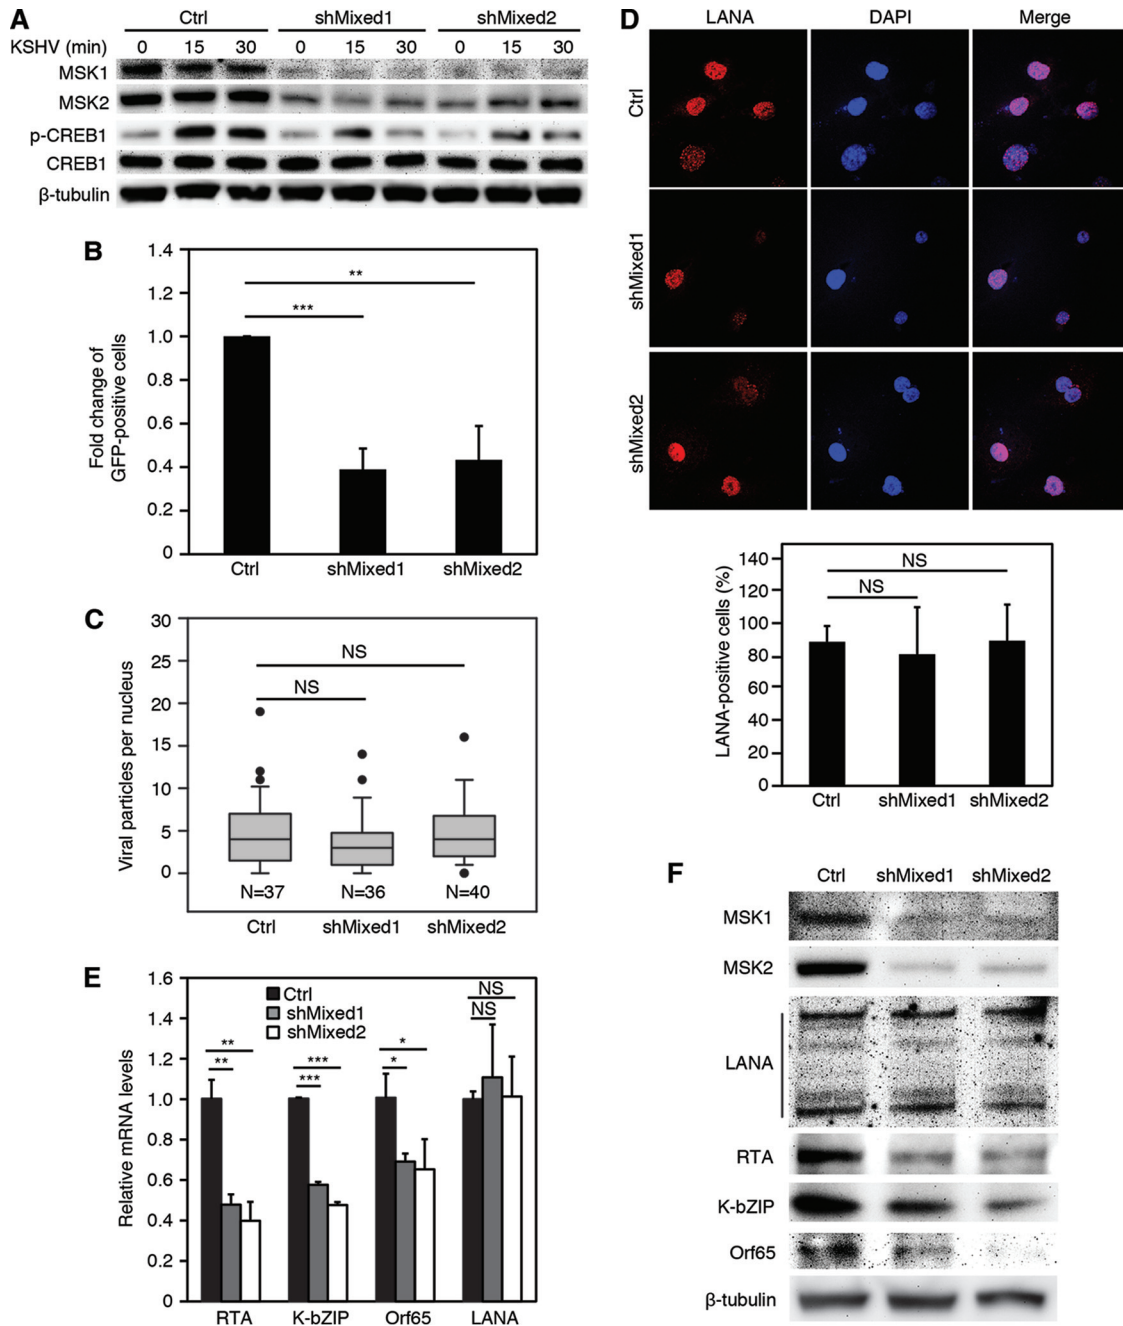 A
Ctrl shMixed1 shMixed2
KSHV (min) 0 15 30 0 15 30 0 15 30
MSK1
MSK2
p-CREB1
CREB1
β-tubulin
B
Fold change of
GFP-positive cells
1.4
1.2
1.0
0.8
0.6
0.4
0.2
0
**
***
Ctrl shMixed1 shMixed2
C
Viral particles per nucleus
30
25
20
15
10
5
0
NS
NS
N=37 N=36 N=40
Ctrl shMixed1 shMixed2
D
LANA DAPI Merge
Ctrl
shMixed1
shMixed2
LANA-positive cells (%)
140
120
100
80
60
40
20
0
NS
NS
Ctrl shMixed1 shMixed2
E
Relative mRNA levels
1.6
1.4
1.2
1.0
0.8
0.6
0.4
0.2
0
Ctrl
shMixed1
shMixed2
**
**
***
***
*
*
NS
NS
RTA K-bZIP Orf65 LANA
F
Ctrl shMixed1 shMixed2
MSK1
MSK2
LANA
RTA
K-bZIP
Orf65
β-tubulin